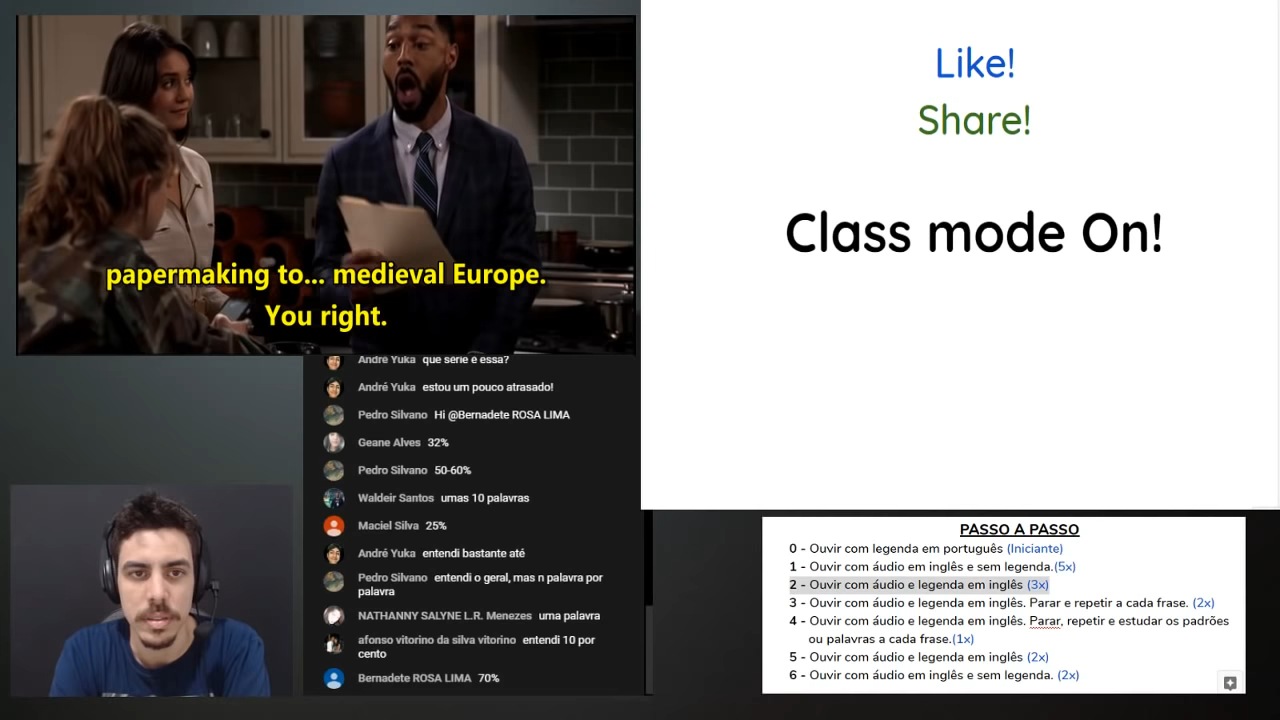 papermaking to... medieval Europe.
You right.
André Yuka que serie é essa?
André Yuka estou um pouco atrasado!
Pedro Silvano Hi @Bernadete ROSA LIMA
Geane Alves 32%
Pedro Silvano 50-60%
Waldeir Santos umas 10 palavras
Maciel Silva 25%
André Yuka entendi bastante até
Pedro Silvano entendi o geral, mas n palavra por
palavra
NATHANNY SALYNE L.R. Menezes uma palavra
afonso vitorino da silva vitorino entendi 10 por
cento
Bernadete ROSA LIMA 70%
Like!
Share!
Class mode On!
PASSO A PASSO
0 - Ouvir com legenda em português (Iniciante)
1 - Ouvir com áudio em inglês e sem legenda.(5x)
2 - Ouvir com áudio e legenda em inglês (3x)
3 - Ouvir com áudio e legenda em inglês. Parar e repetir a cada frase. (2x)
4 - Ouvir com áudio e legenda em inglês. Parar, repetir e estudar os padrões
ou palavras a cada frase.(1x)
5 - Ouvir com áudio e legenda em inglês (2x)
6 - Ouvir com áudio em inglês e sem legenda. (2x)